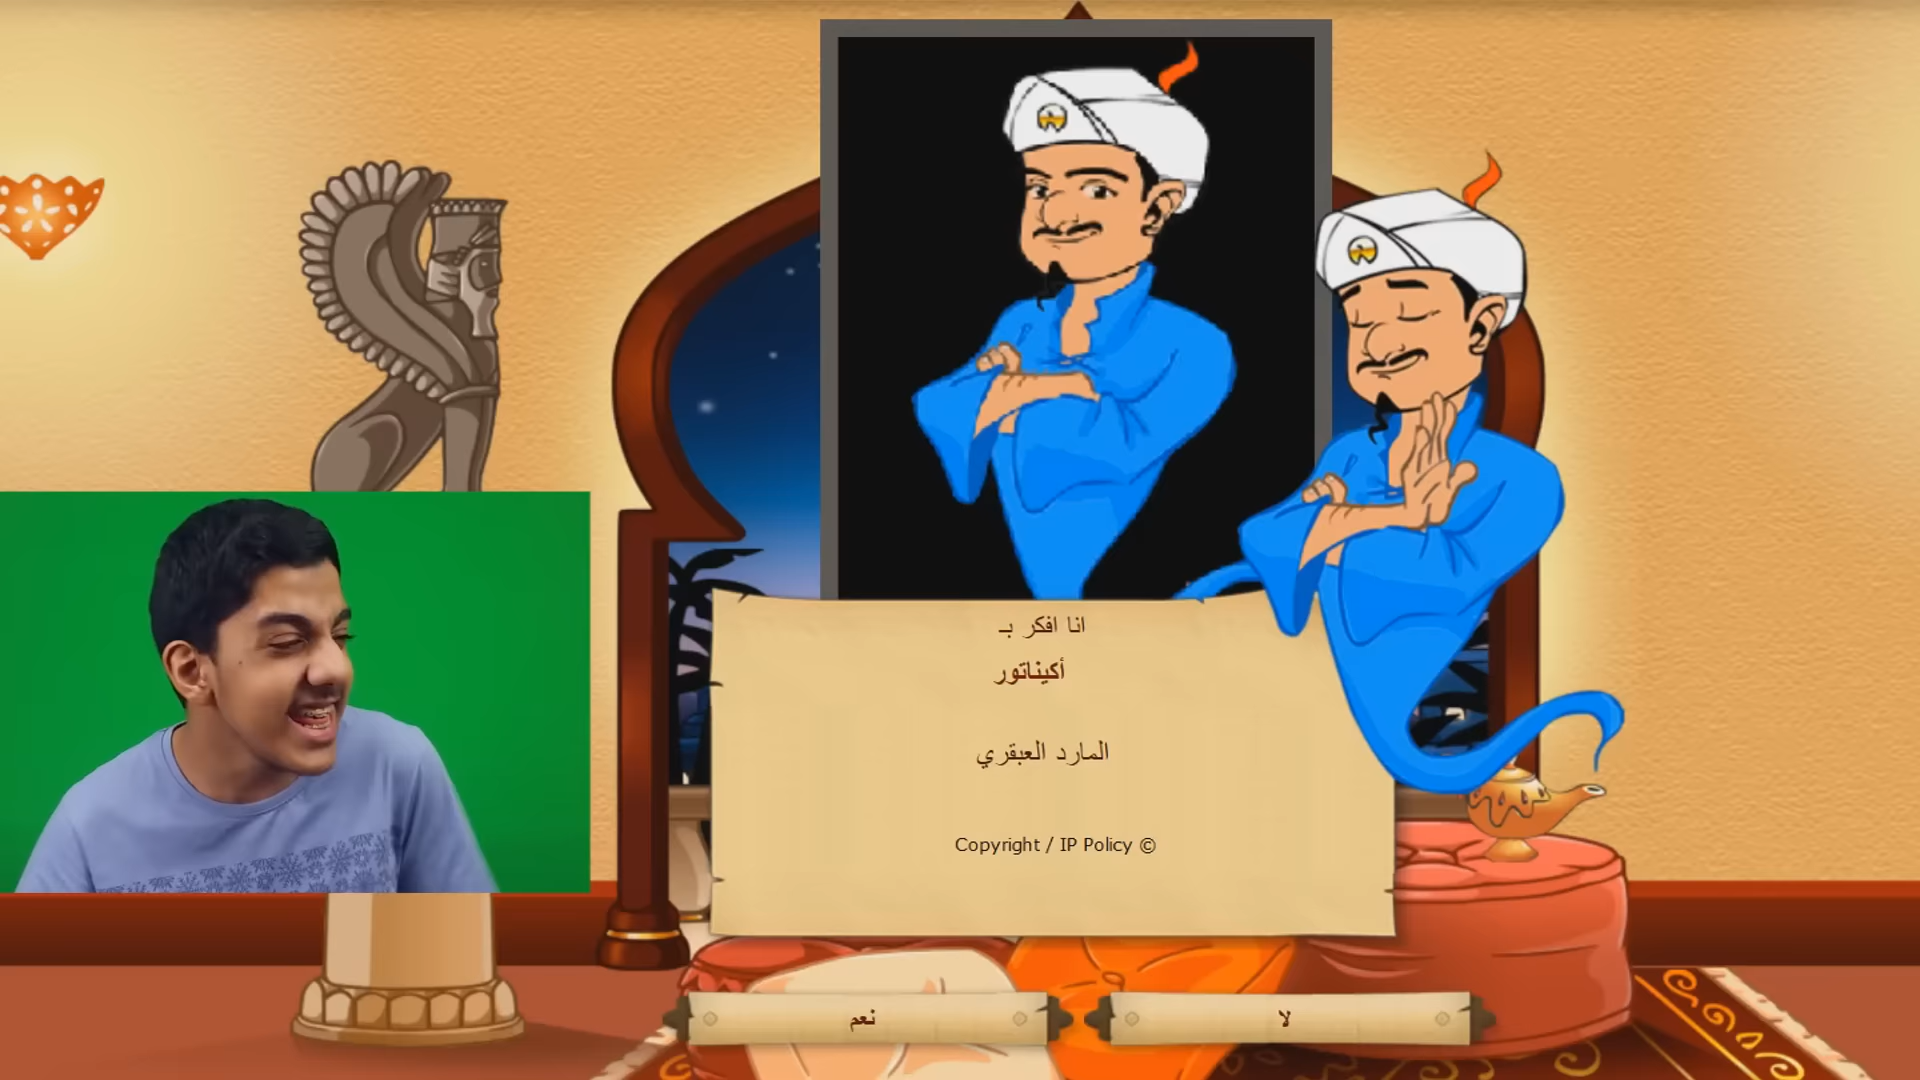 انا افكر بـ
أكيناتور
المارد العبقري
Copyright / IP Policy ©
نعم
لا